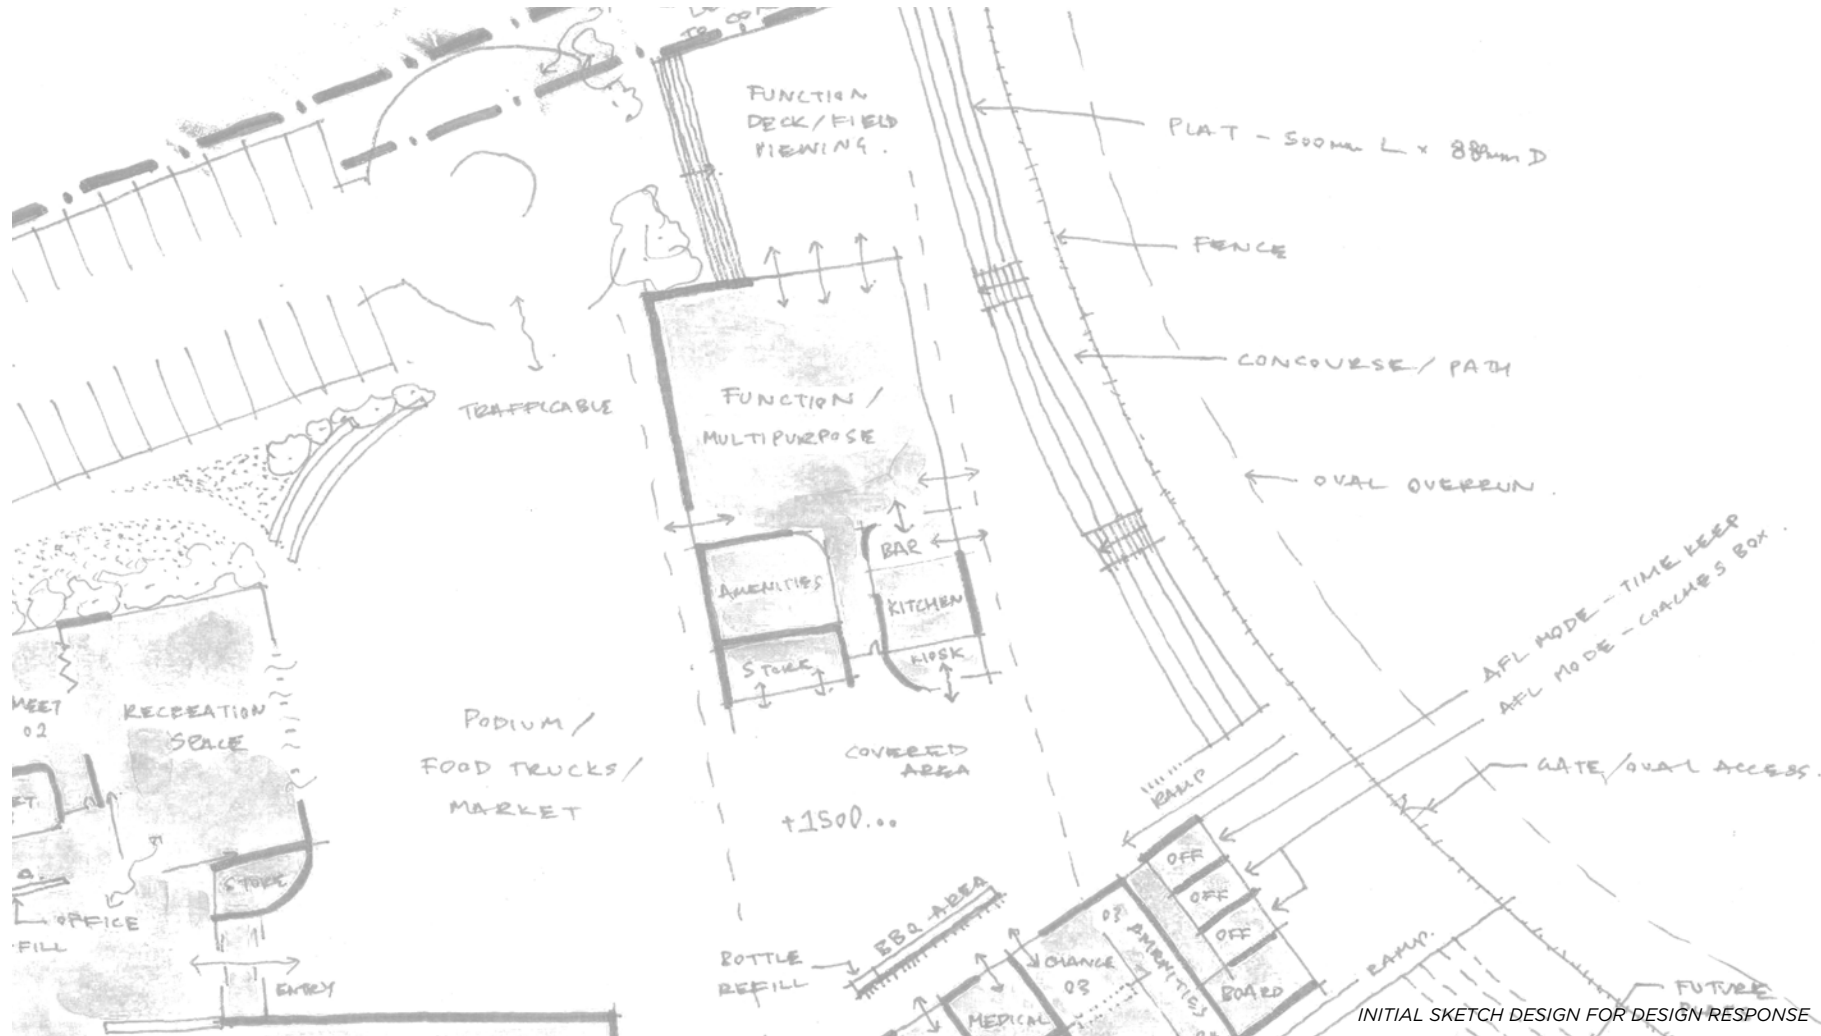 TO
FUNCTION
DECK/FIELD
VIEWING.
PLAT - 500mm L x
FENCE
CONCOURSE/PATH
OVAL OVERRUN.
TRAFFICABLE
FUNCTION/
MULTIPURPOSE
BAR
AMENITIES
KITCHEN
STORE
KIOSK
AFL MODE - TIME KEEP
AFL MODE - COACHES BOX.
MEET
02
RECREATION
SPACE
PODIUM/
FOOD TRUCKS/
MARKET
COVERED
AREA
+1500...
RAMP
GATE/OVAL ACCESS.
OFF
OFF
OFF
BOARD
STORE
OFFICE
FILL
ENTRY
BBQ AREA
BOTTLE
REFILL
03
AMENITIES
CHANGE
03
MEDICAL
RAMP.
FUTURE
INITIAL SKETCH DESIGN FOR DESIGN RESPONSE